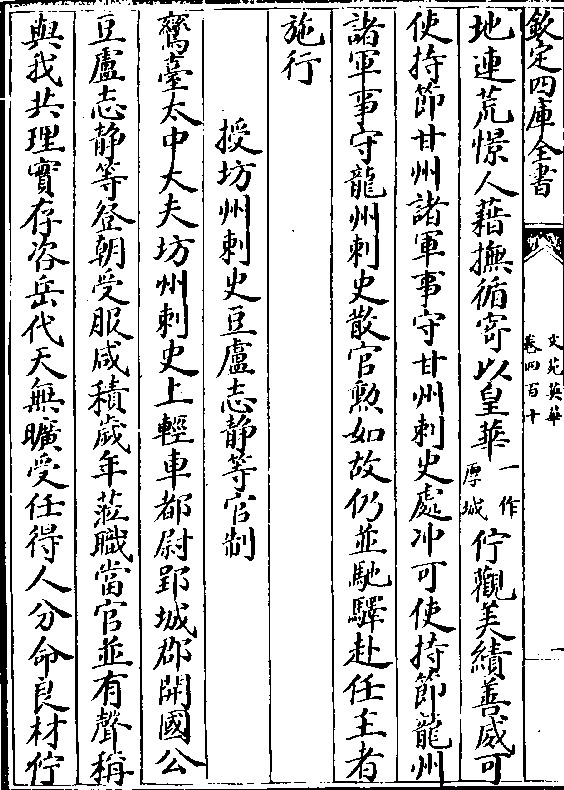 欽定四庫全書
文苑英華
卷四百十
一
地連荒憬人藉撫循寄以皇華一作厚城佇觀美績善威可
使持節甘州諸軍事守甘州刺史處冲可使持節龍州
諸軍事守龍州刺史散官勲如故仍並馳驛赴任主者
施行
授坊州刺史豆盧志静等官制
鸞臺太中大夫坊州刺史上輕車都尉郢城郡開國公
豆盧志静等登朝受服咸積歲年蒞職當官並有聲稱
與我共理實存咨岳代天無曠受任得人分命良材佇